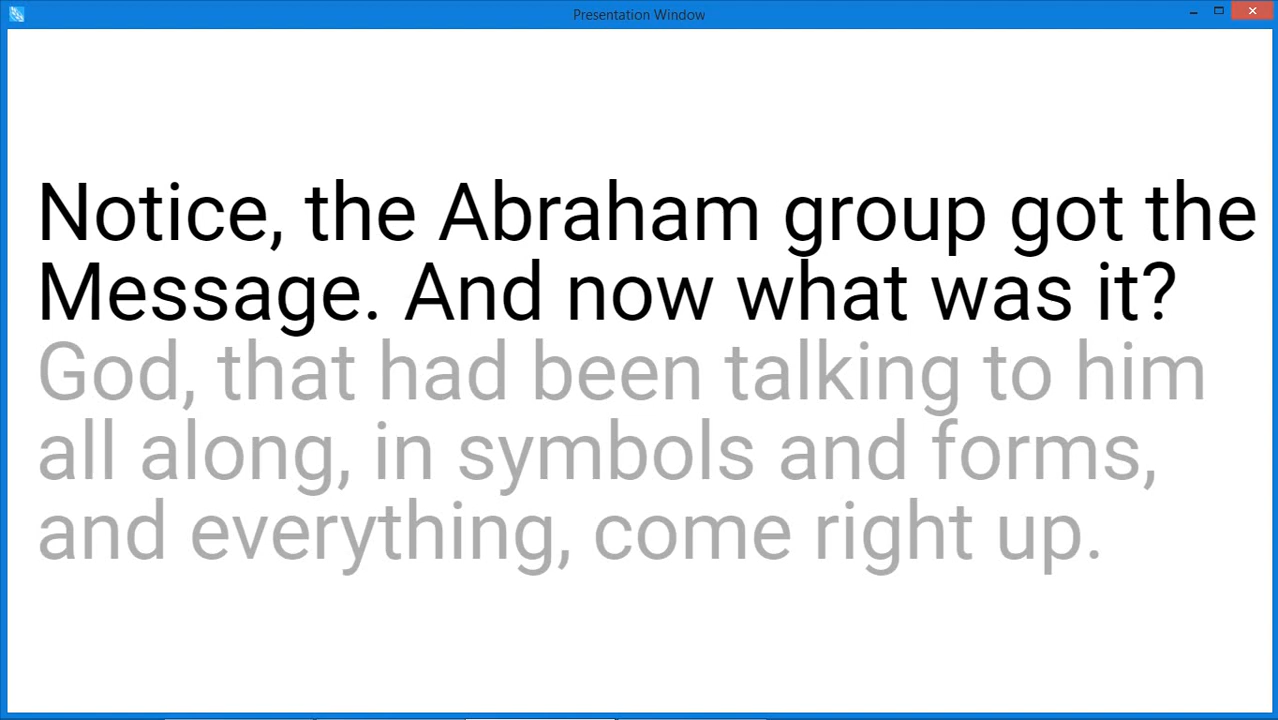 Presentation Window
Notice, the Abraham group got the
Message. And now what was it?
God, that had been talking to him
all along, in symbols and forms,
and everything, come right up.